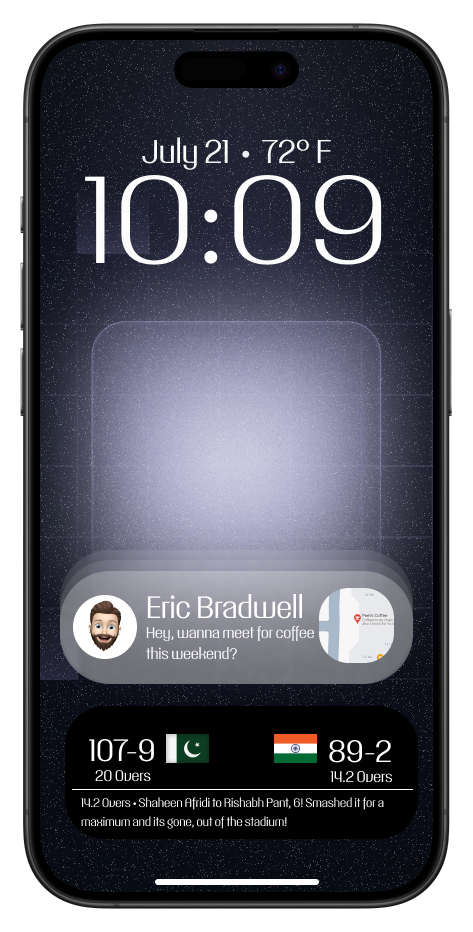 July 21 • 72° F
10:09
Eric Bradwell
Hey, wanna meet for coffee
this weekend?
Peet's Coffee
107-9
89-2
20 Overs
14.2 Overs
14.2 Overs • Shaheen Afridi to Rishabh Pant, 6! Smashed it for a
maximum and its gone, out of the stadium!